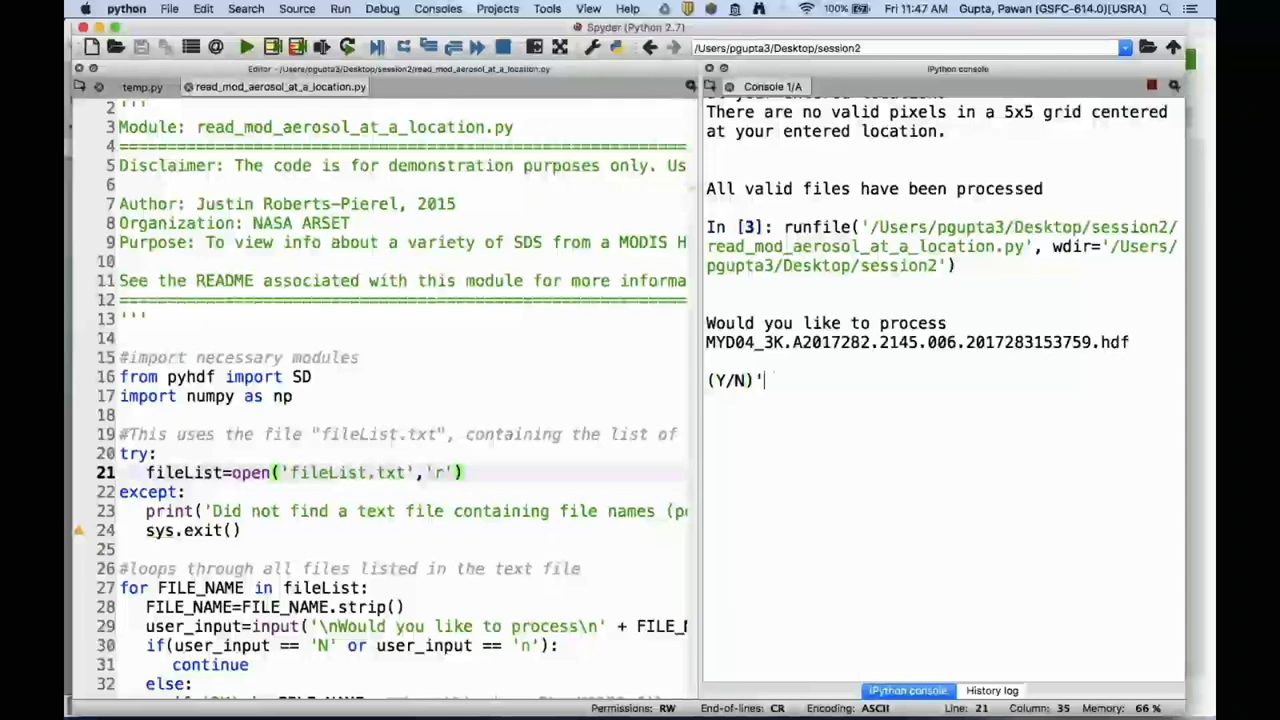 python File Edit Search Source Run Debug Consoles Projects Tools View Help 100% Fri 11:47 AM Gupta, Pawan (GSFC-614.0)[USRA]
Spyder (Python 2.7)
/Users/pgupta3/Desktop/session2
Editor - /Users/pgupta3/Desktop/session2/read_mod_aerosol_at_a_location.py
temp.py read_mod_aerosol_at_a_location.py
2 '''
3 Module: read_mod_aerosol_at_a_location.py
4 ==========================================================
5 Disclaimer: The code is for demonstration purposes only. Us
6
7 Author: Justin Roberts-Pierel, 2015
8 Organization: NASA ARSET
9 Purpose: To view info about a variety of SDS from a MODIS H
10
11 See the README associated with this module for more informa
12 ==========================================================
13 '''
14
15 #import necessary modules
16 from pyhdf import SD
17 import numpy as np
18
19 #This uses the file "fileList.txt", containing the list of
20 try:
21 fileList=open('fileList.txt','r')
22 except:
23 print('Did not find a text file containing file names (pe
24 sys.exit()
25
26 #loops through all files listed in the text file
27 for FILE_NAME in fileList:
28 FILE_NAME=FILE_NAME.strip()
29 user_input=input('\nWould you like to process\n' + FILE_N
30 if(user_input == 'N' or user_input == 'n'):
31 continue
32 else:
IPython console
Console 1/A
There are no valid pixels in a 5x5 grid centered
at your entered location.
All valid files have been processed
In [3]: runfile('/Users/pgupta3/Desktop/session2/
read_mod_aerosol_at_a_location.py', wdir='/Users/
pgupta3/Desktop/session2')
Would you like to process
MYD04_3K.A2017282.2145.006.2017283153759.hdf
(Y/N)'
IPython console History log
Permissions: RW End-of-lines: CR Encoding: ASCII Line: 21 Column: 35 Memory: 66 %